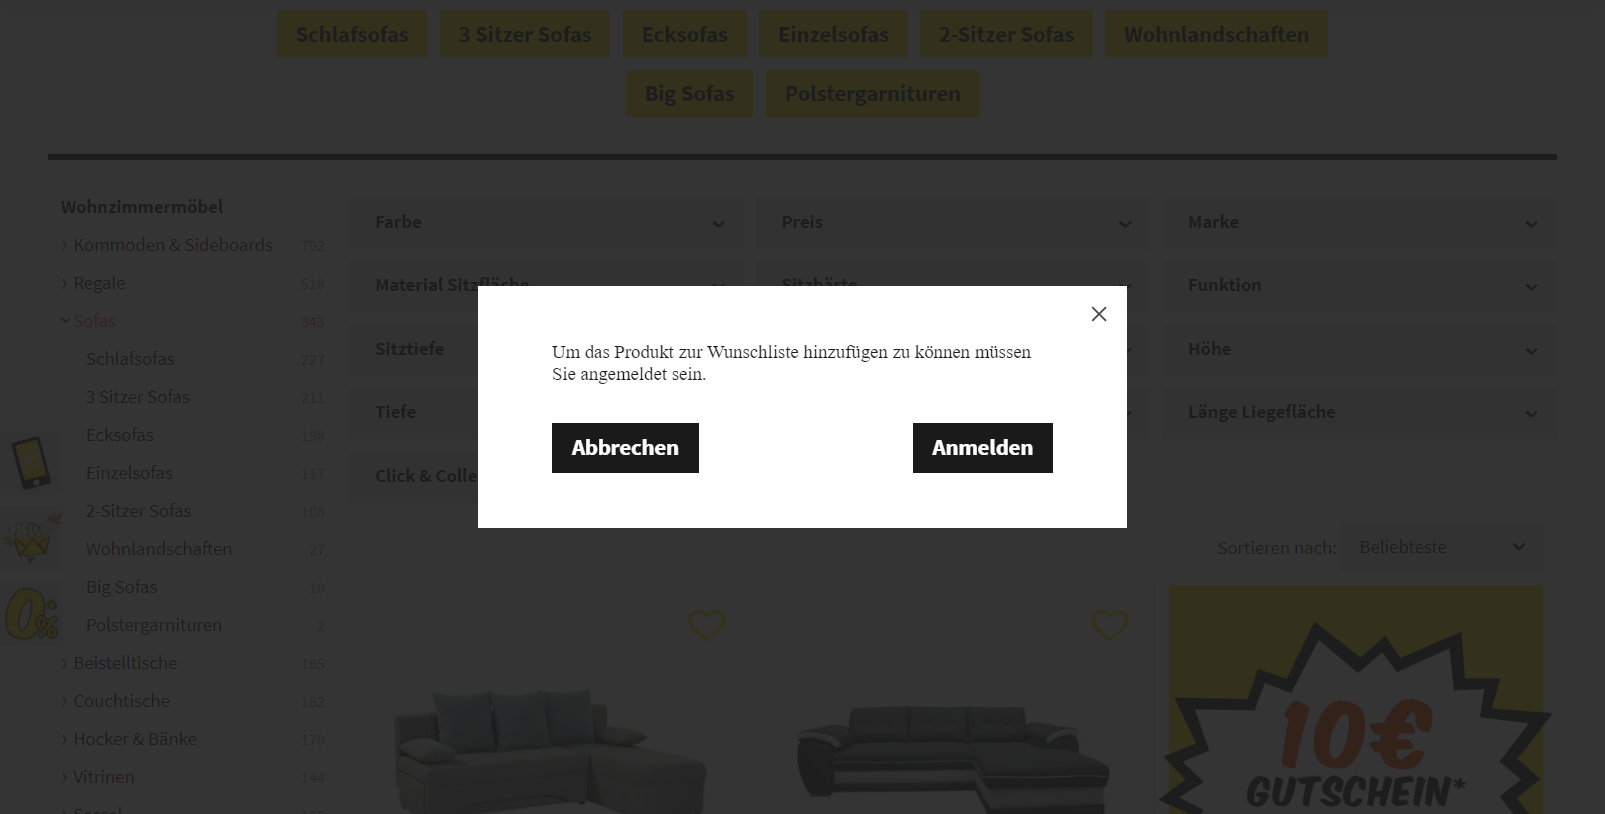 Schlafsofas
3 Sitzer Sofas
Ecksofas
Einzelsofas
2-Sitzer Sofas
Wohnlandschaften
Big Sofas
Polstergarnituren
Wohnzimmermöbel
Kommoden & Sideboards 792
Regale 518
Sofas 343
Schlafsofas 227
3 Sitzer Sofas 211
Ecksofas 198
Einzelsofas 117
2-Sitzer Sofas 108
Wohnlandschaften 27
Big Sofas 10
Polstergarnituren 2
Beistelltische 185
Couchtische 182
Hocker & Bänke 170
Vitrinen 144
Farbe
Preis
Marke
Material Sitzfläche
Sitzhärte
Funktion
Sitztiefe
Höhe
Tiefe
Länge Liegefläche
Click & Colle
Um das Produkt zur Wunschliste hinzufügen zu können müssen
Sie angemeldet sein.
Abbrechen
Anmelden
Sortieren nach: Beliebteste
NEWS
0%
10€
GUTSCHEIN*